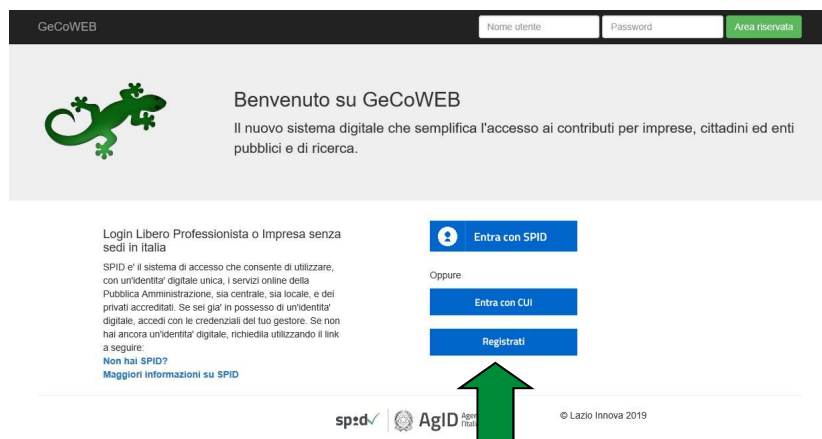 GeCoWEB
Nome utente
Password
Area riservata
Benvenuto su GeCoWEB
Il nuovo sistema digitale che semplifica l'accesso ai contributi per imprese, cittadini ed enti
pubblici e di ricerca.
Login Libero Professionista o Impresa senza
sedi in italia
SPID e' il sistema di accesso che consente di utilizzare,
con un'identita' digitale unica, i servizi online della
Pubblica Amministrazione, sia centrale, sia locale, e dei
privati accreditati. Se sei gia' in possesso di un'identita'
digitale, accedi con le credenziali del tuo gestore. Se non
hai ancora un'identita' digitale, richiedila utilizzando il link
a seguire:
Non hai SPID?
Maggiori informazioni su SPID
Entra con SPID
Oppure
Entra con CUI
Registrati
sp:d
AgID
© Lazio Innova 2019